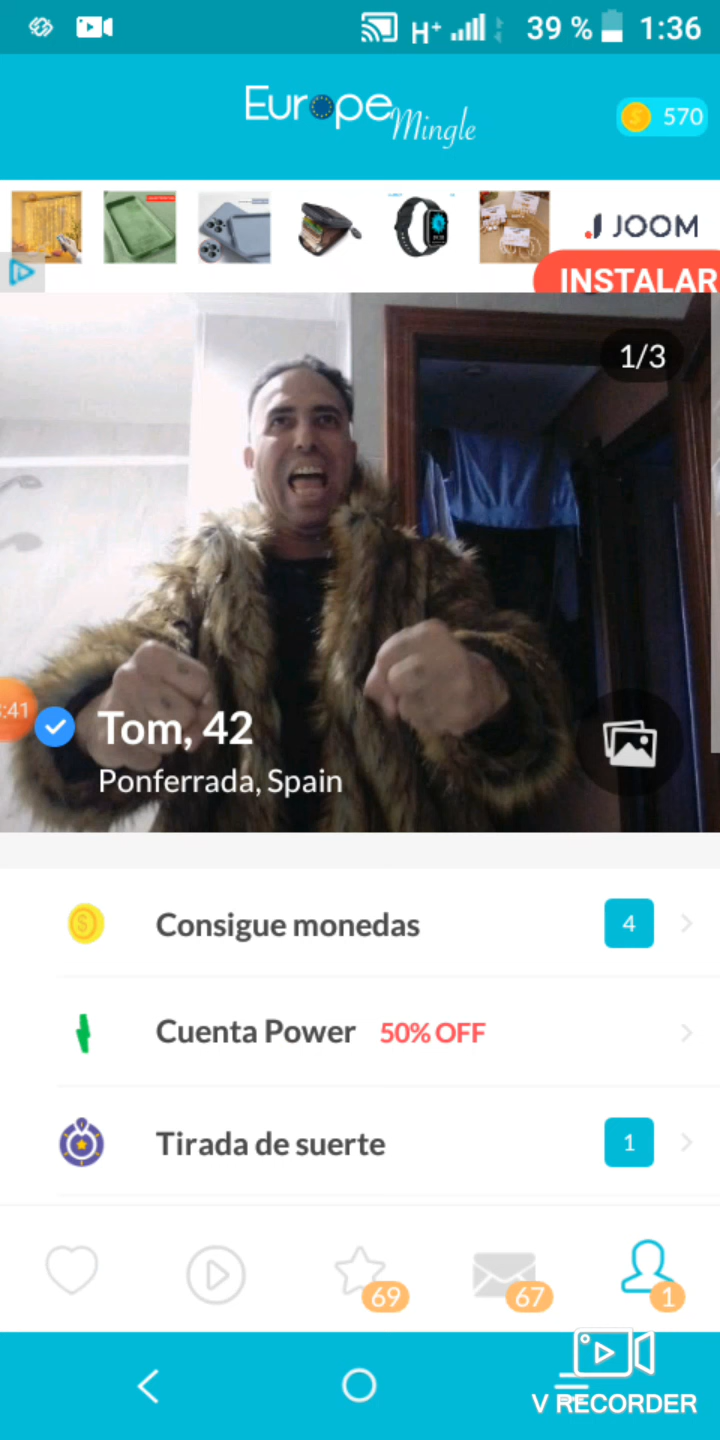 H+ 39 % 1:36
Europe Mingle
570
JOOM
INSTALAR
1/3
:41
Tom, 42
Ponferrada, Spain
Consigue monedas 4
Cuenta Power 50% OFF
Tirada de suerte 1
69 67 1
V RECORDER